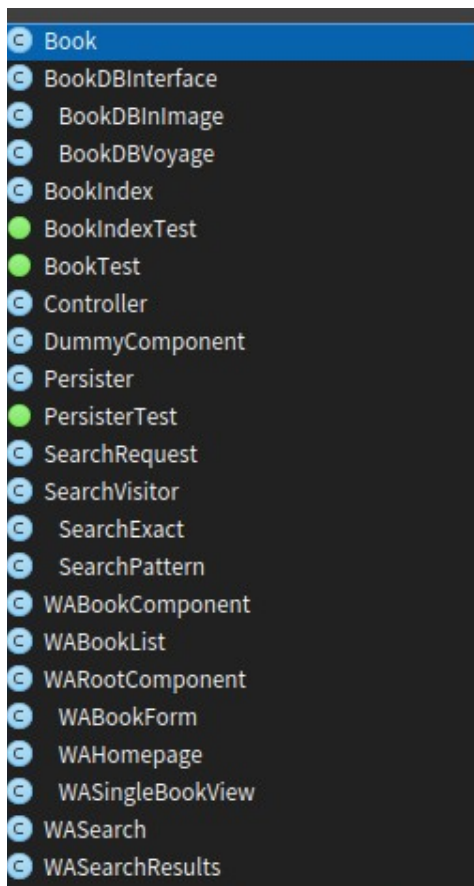 Book
BookDBInterface
BookDBInImage
BookDBVoyage
BookIndex
BookIndexTest
BookTest
Controller
DummyComponent
Persister
PersisterTest
SearchRequest
SearchVisitor
SearchExact
SearchPattern
WABookComponent
WABookList
WARootComponent
WABookForm
WAHomepage
WASingleBookView
WASearch
WASearchResults